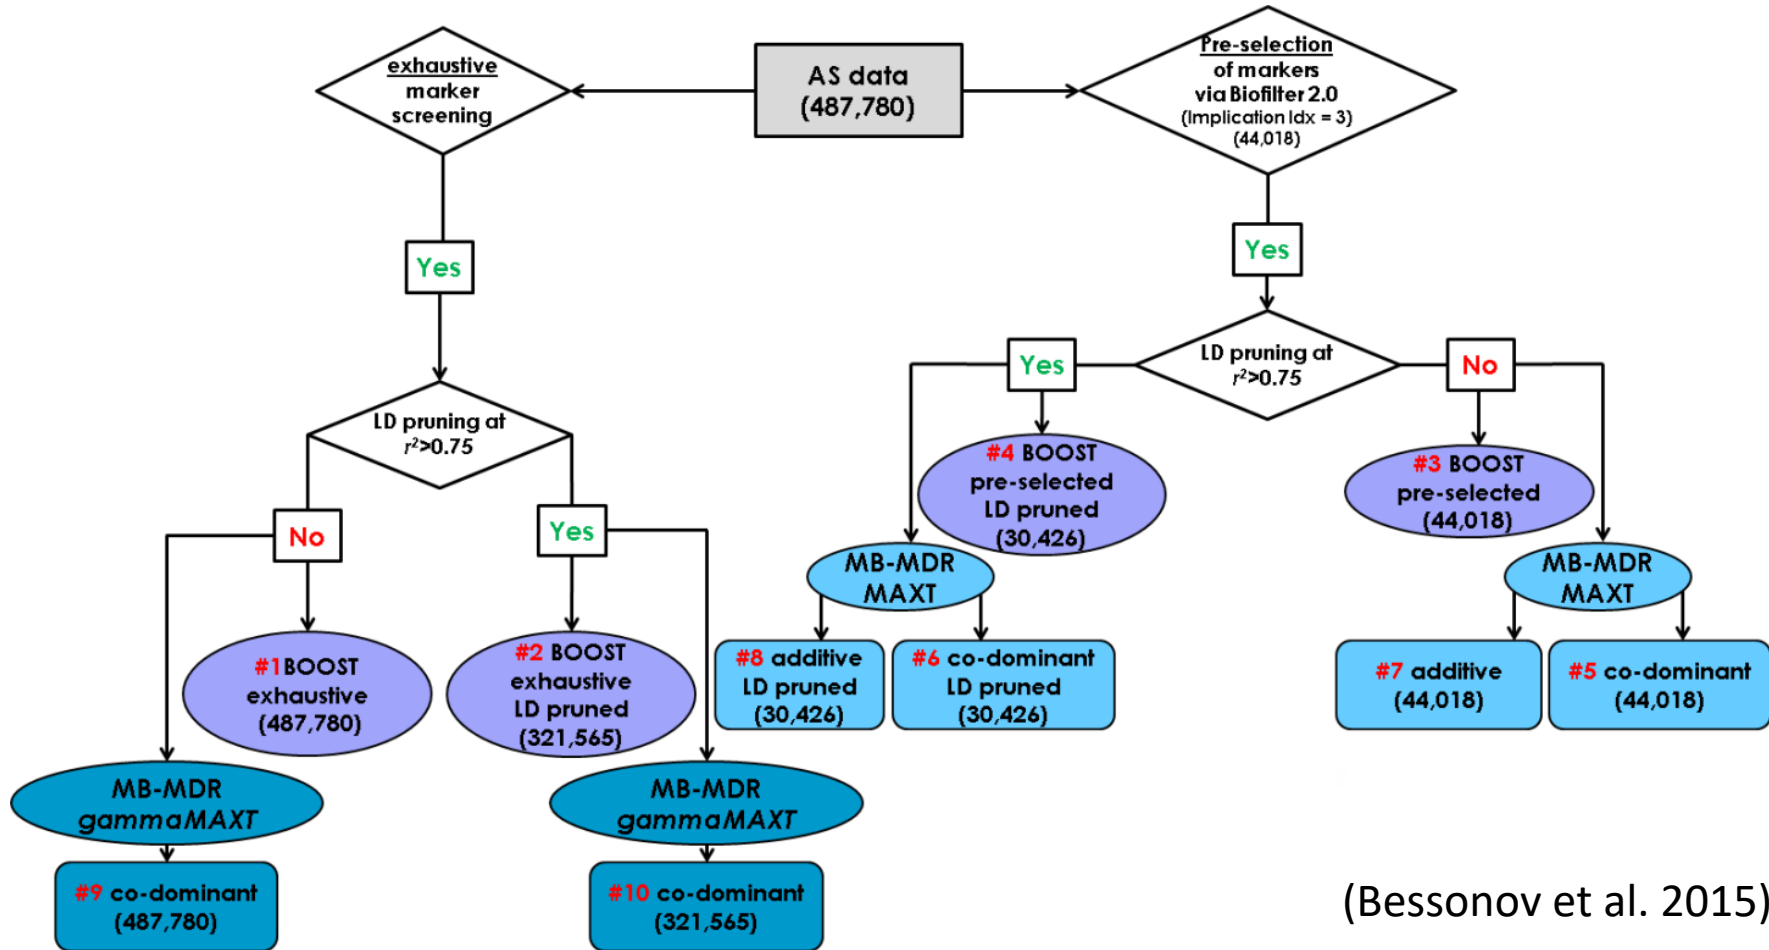 exhaustive
marker
screening
AS data
(487,780)
Pre-selection
of markers
via Biofilter 2.0
(Implication Idx = 3)
(44,018)
Yes
Yes
LD pruning at
r²>0.75
Yes
No
LD pruning at
r²>0.75
#4 BOOST
pre-selected
LD pruned
(30,426)
#3 BOOST
pre-selected
(44,018)
No
Yes
MB-MDR
MAXT
MB-MDR
MAXT
#1BOOST
exhaustive
(487,780)
#2 BOOST
exhaustive
LD pruned
(321,565)
#8 additive
LD pruned
(30,426)
#6 co-dominant
LD pruned
(30,426)
#7 additive
(44,018)
#5 co-dominant
(44,018)
MB-MDR
gammaMAXT
MB-MDR
gammaMAXT
#9 co-dominant
(487,780)
#10 co-dominant
(321,565)
(Bessonov et al. 2015)